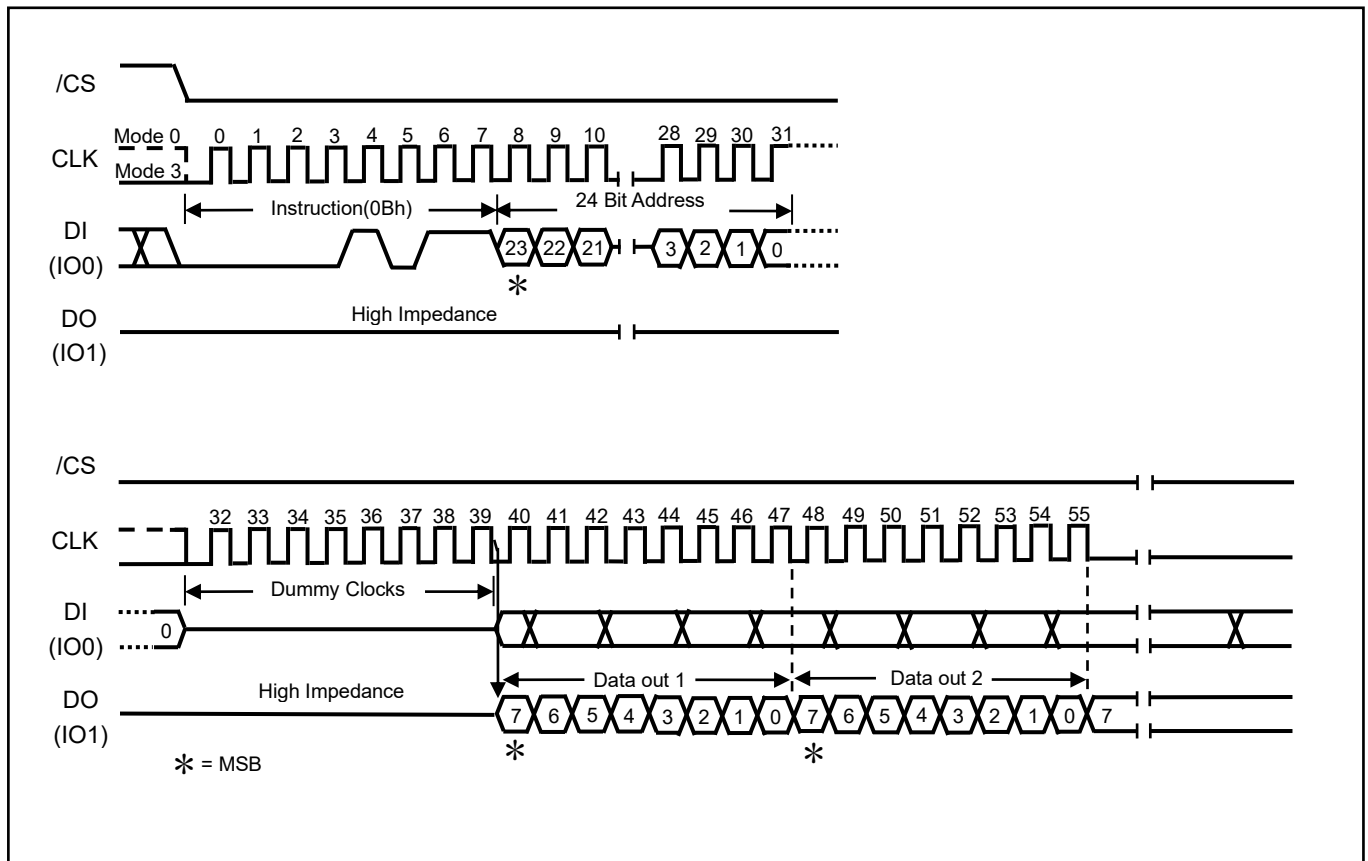 /CS
Mode 0 0 1 2 3 4 5 6 7 8 9 10 28 29 30 31
CLK
Mode 3
Instruction(0Bh) 24 Bit Address
DI
(IO0)
23 22 21 3 2 1 0
*
DO
(IO1)
High Impedance
/CS
32 33 34 35 36 37 38 39 40 41 42 43 44 45 46 47 48 49 50 51 52 53 54 55
CLK
Dummy Clocks
DI
(IO0)
0
High Impedance
Data out 1 Data out 2
DO
(IO1)
7 6 5 4 3 2 1 0 7 6 5 4 3 2 1 0 7
* *
* = MSB